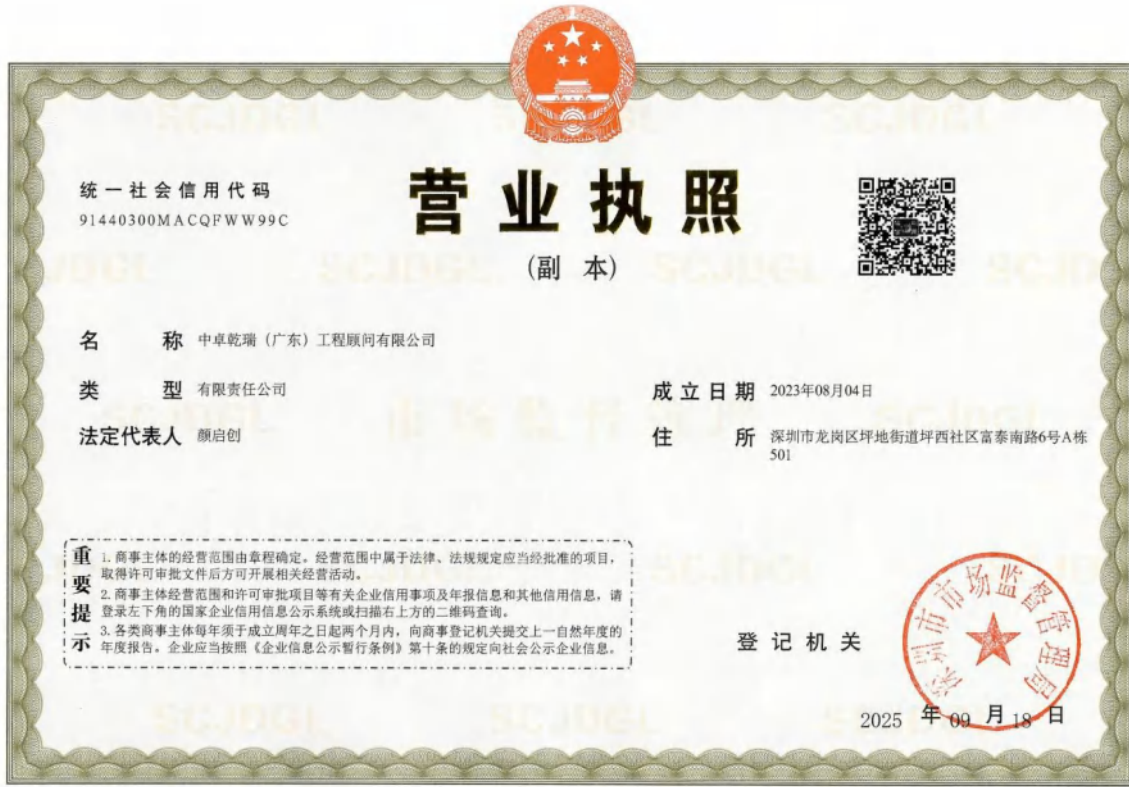 统一社会信用代码
91440300MACQFWW99C
营业执照
(副 本)
名 称 中卓乾瑞（广东）工程顾问有限公司
类 型 有限责任公司
成立日期 2023年08月04日
法定代表人 颜启创
住 所 深圳市龙岗区坪地街道坪西社区富泰南路6号A栋
501
重要提示
1. 商事主体的经营范围由章程确定。经营范围中属于法律、法规规定应当经批准的项目，
取得许可审批文件后方可开展相关经营活动。
2. 商事主体经营范围和许可审批项目等有关企业信用事项及年报信息和其他信用信息，请
登录左下角的国家企业信用信息公示系统或扫描右上方的二维码查询。
3. 各类商事主体每年须于成立周年之日起两个月内，向商事登记机关提交上一自然年度的
年度报告。企业应当按照《企业信息公示暂行条例》第十条的规定向社会公示企业信息。
登记机关
深圳市市场监督管理局
2025 年 09 月 18 日
SCJDGL